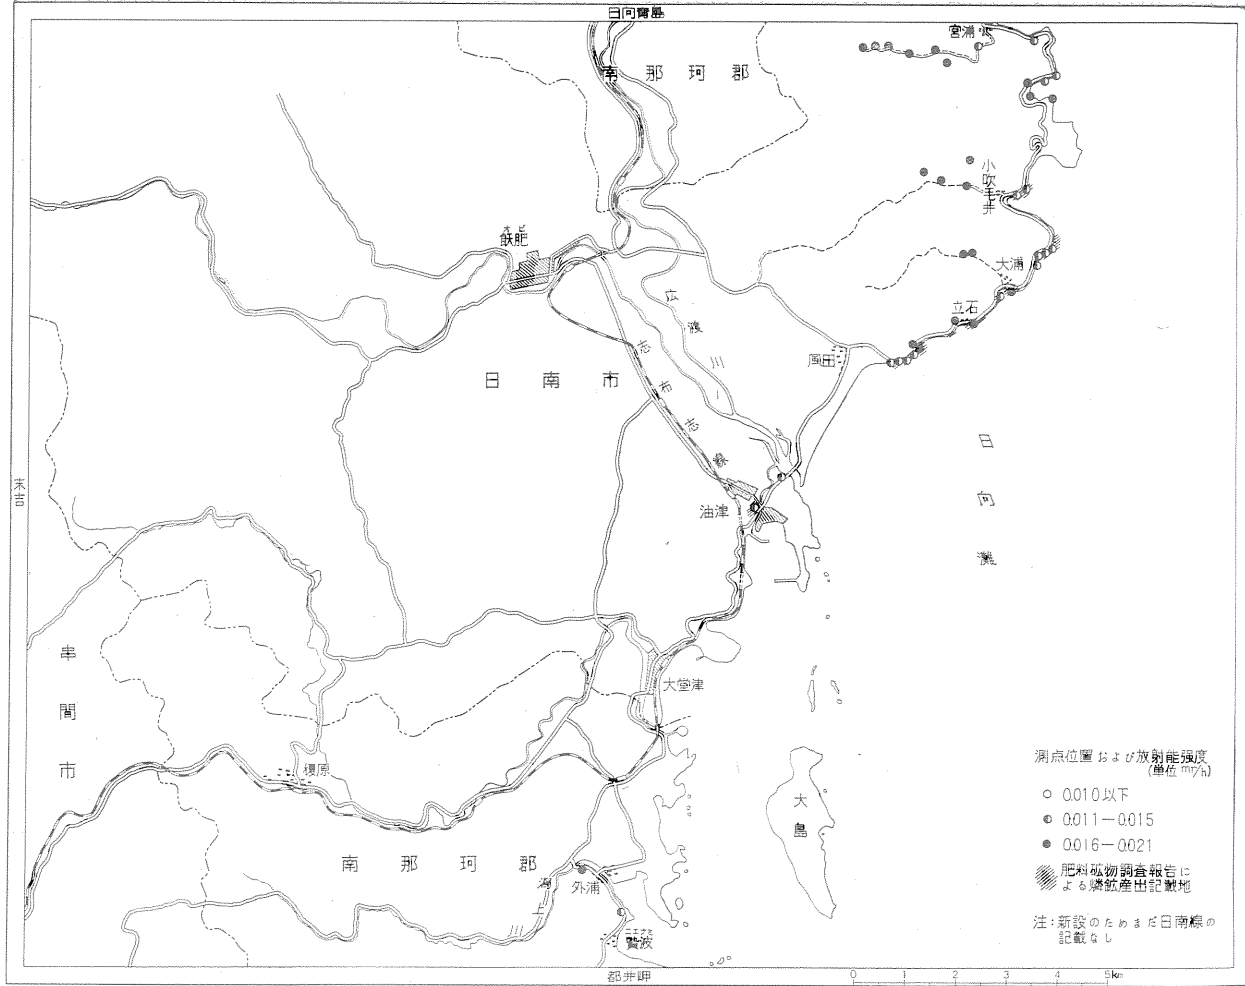 日向青島
宮浦
南那珂郡
小吹毛井
オビ
飫肥
大浦
広渡川
立石
風田
志布志線
日南市
日向灘
末吉
油津
串間市
大堂津
榎原
測点位置および放射能強度
(単位 mr/h)
○ 0.010以下
0.011-0.015
● 0.016-0.021
大島
肥料砿物調査報告に
よる燐鉱産出記載地
南那珂郡
外浦
潟上
注:新設のためまだ日南線の
記載なし
贄波
都井岬
0 1 2 3 4 5km